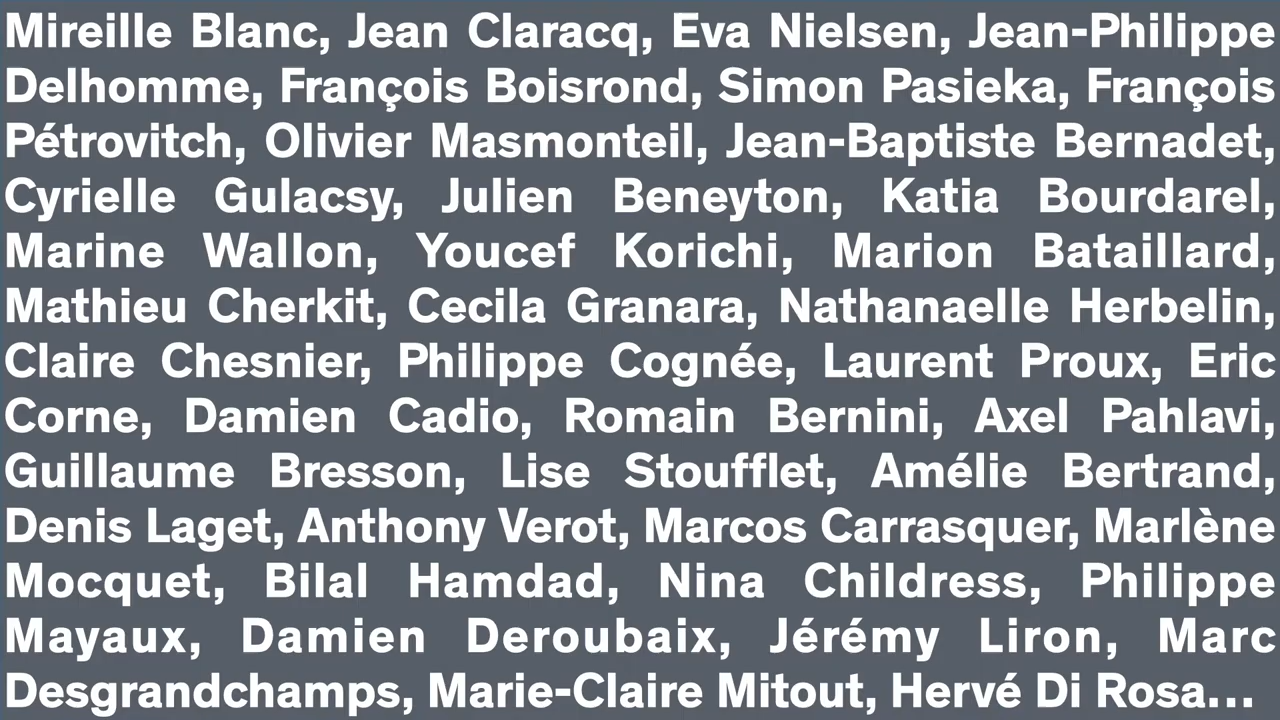 Mireille Blanc, Jean Claracq, Eva Nielsen, Jean-Philippe
Delhomme, François Boisrond, Simon Pasieka, François
Pétrovitch, Olivier Masmonteil, Jean-Baptiste Bernadet,
Cyrielle Gulacsy, Julien Beneyton, Katia Bourdarel,
Marine Wallon, Youcef Korichi, Marion Bataillard,
Mathieu Cherkit, Cecila Granara, Nathanaelle Herbelin,
Claire Chesnier, Philippe Cognée, Laurent Proux, Eric
Corne, Damien Cadio, Romain Bernini, Axel Pahlavi,
Guillaume Bresson, Lise Stoufflet, Amélie Bertrand,
Denis Laget, Anthony Verot, Marcos Carrasquer, Marlène
Mocquet, Bilal Hamdad, Nina Childress, Philippe
Mayaux, Damien Deroubaix, Jérémy Liron, Marc
Desgrandchamps, Marie-Claire Mitout, Hervé Di Rosa...